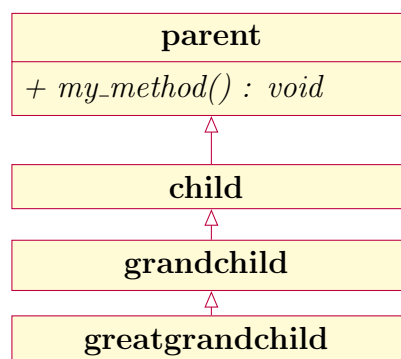 parent
+ my_method() : void
child
grandchild
greatgrandchild